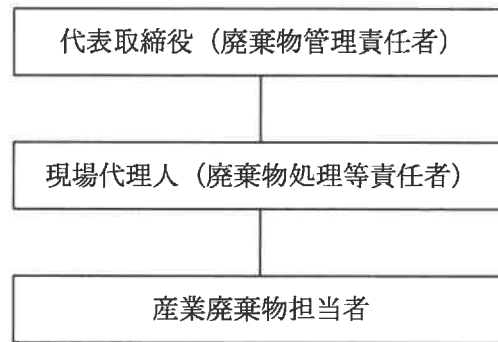 代表取締役（廃棄物管理責任者）
現場代理人（廃棄物処理等責任者）
産業廃棄物担当者